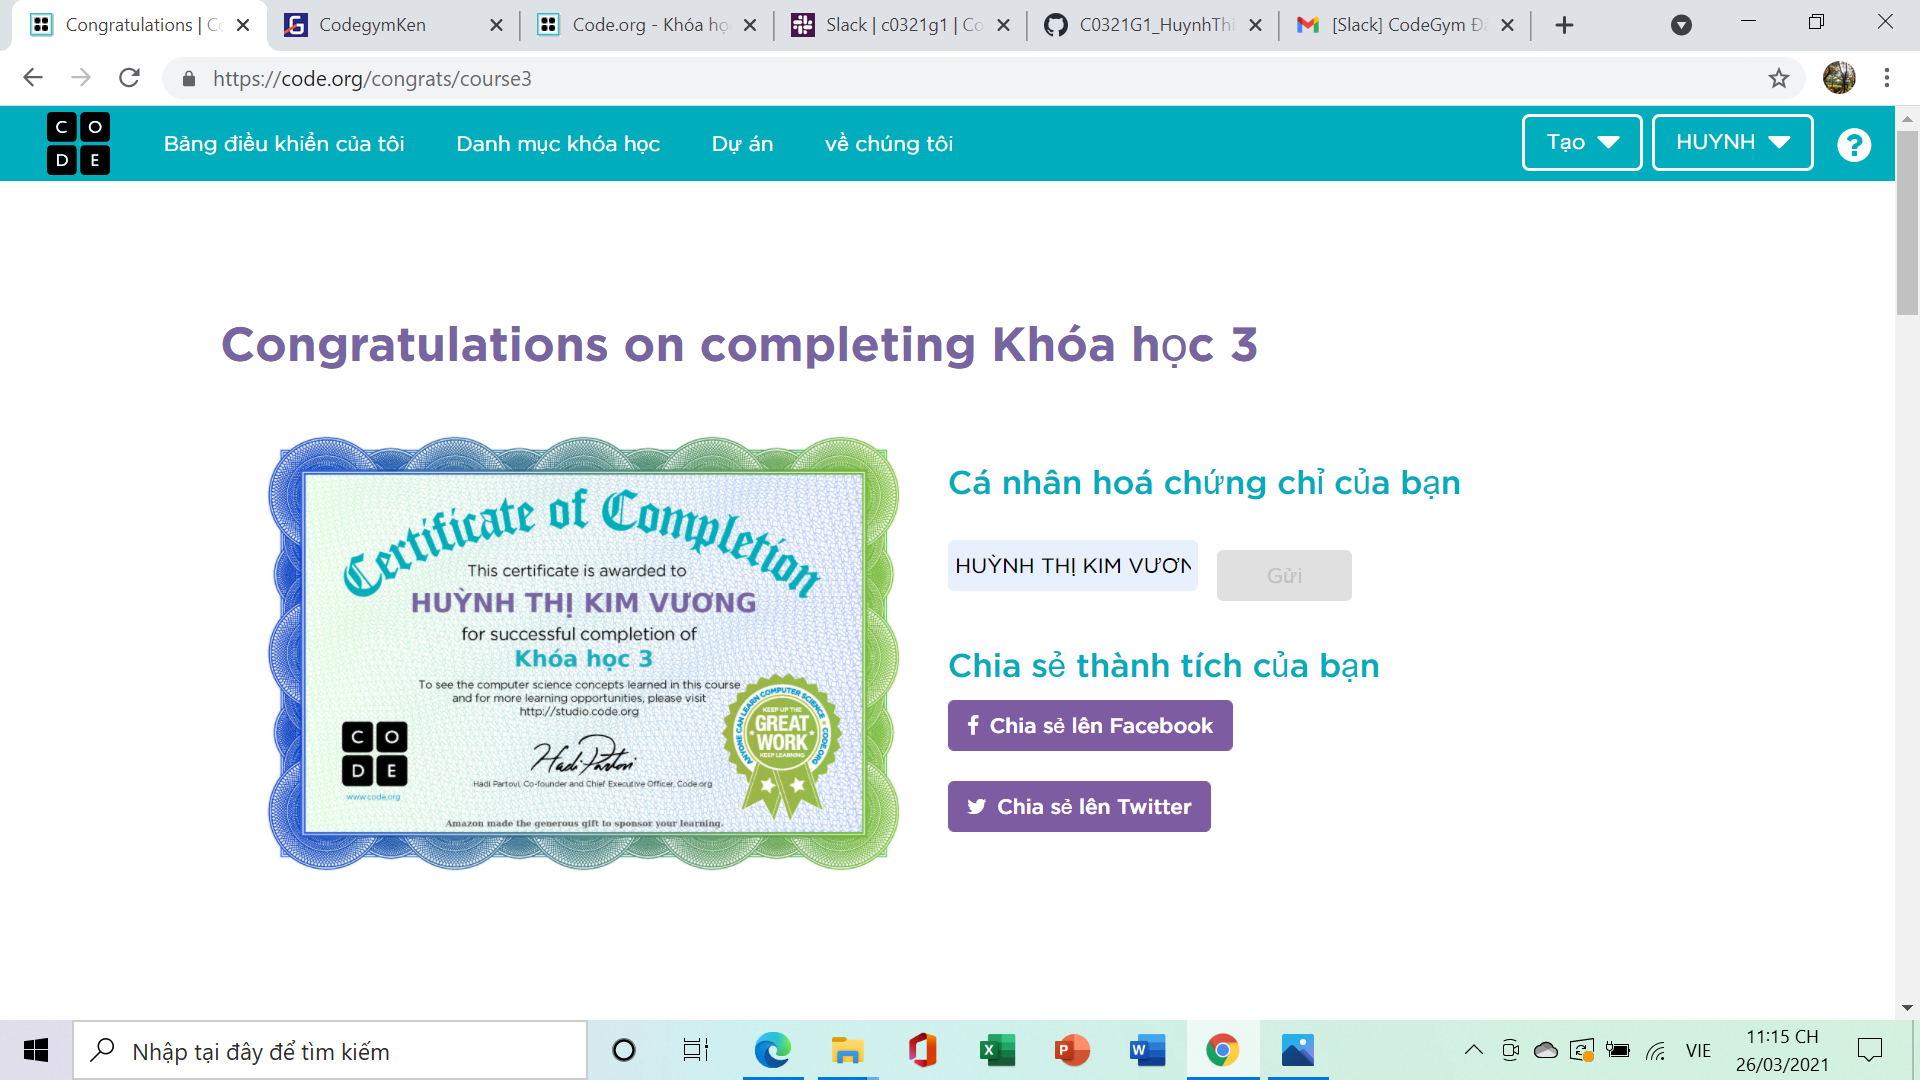 Congratulations | Co
CodegymKen
Code.org - Khóa họ
Slack | c0321g1 | Co
C0321G1_HuynhThi
[Slack] CodeGym Đà
https://code.org/congrats/course3
C O
D E
Bảng điều khiển của tôi
Danh mục khóa học
Dự án
về chúng tôi
Tạo
HUYNH
?
Congratulations on completing Khóa học 3
Certificate of Completion
This certificate is awarded to
HUỲNH THỊ KIM VƯƠNG
for successful completion of
Khóa học 3
To see the computer science concepts learned in this course
and for more learning opportunities, please visit
http://studio.code.org
C O
D E
www.code.org
Hadi Partovi
Hadi Partovi, Co-founder and Chief Executive Officer, Code.org
ANYONE CAN LEARN COMPUTER SCIENCE
CODE.ORG
KEEP UP THE
GREAT
WORK
KEEP LEARNING
Amazon made the generous gift to sponsor your learning.
Cá nhân hoá chứng chỉ của bạn
HUỲNH THỊ KIM VƯƠN
Gửi
Chia sẻ thành tích của bạn
Chia sẻ lên Facebook
Chia sẻ lên Twitter
Nhập tại đây để tìm kiếm
VIE
11:15 CH
26/03/2021